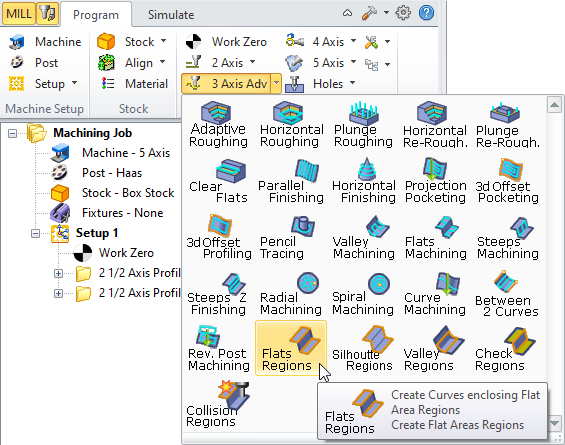 MILL Program Simulate
Machine Stock Work Zero 4 Axis
Post Align 2 Axis 5 Axis
Setup Material 3 Axis Adv Holes
Machine Setup Stock
Machining Job
Machine - 5 Axis
Post - Haas
Stock - Box Stock
Fixtures - None
Setup 1
Work Zero
2 1/2 Axis Profil
2 1/2 Axis Profil
Adaptive Roughing
Horizontal Roughing
Plunge Roughing
Horizontal Re-Rough.
Plunge Re-Rough.
Clear Flats
Parallel Finishing
Horizontal Finishing
Projection Pocketing
3d Offset Pocketing
3d Offset Profiling
Pencil Tracing
Valley Machining
Flats Machining
Steeps Machining
Steeps Z Finishing
Radial Machining
Spiral Machining
Curve Machining
Between 2 Curves
Rev. Post Machining
Flats Regions
Silhoutte Regions
Valley Regions
Check Regions
Collision Regions
Flats Regions
Create Curves enclosing Flat
Area Regions
Create Flat Areas Regions